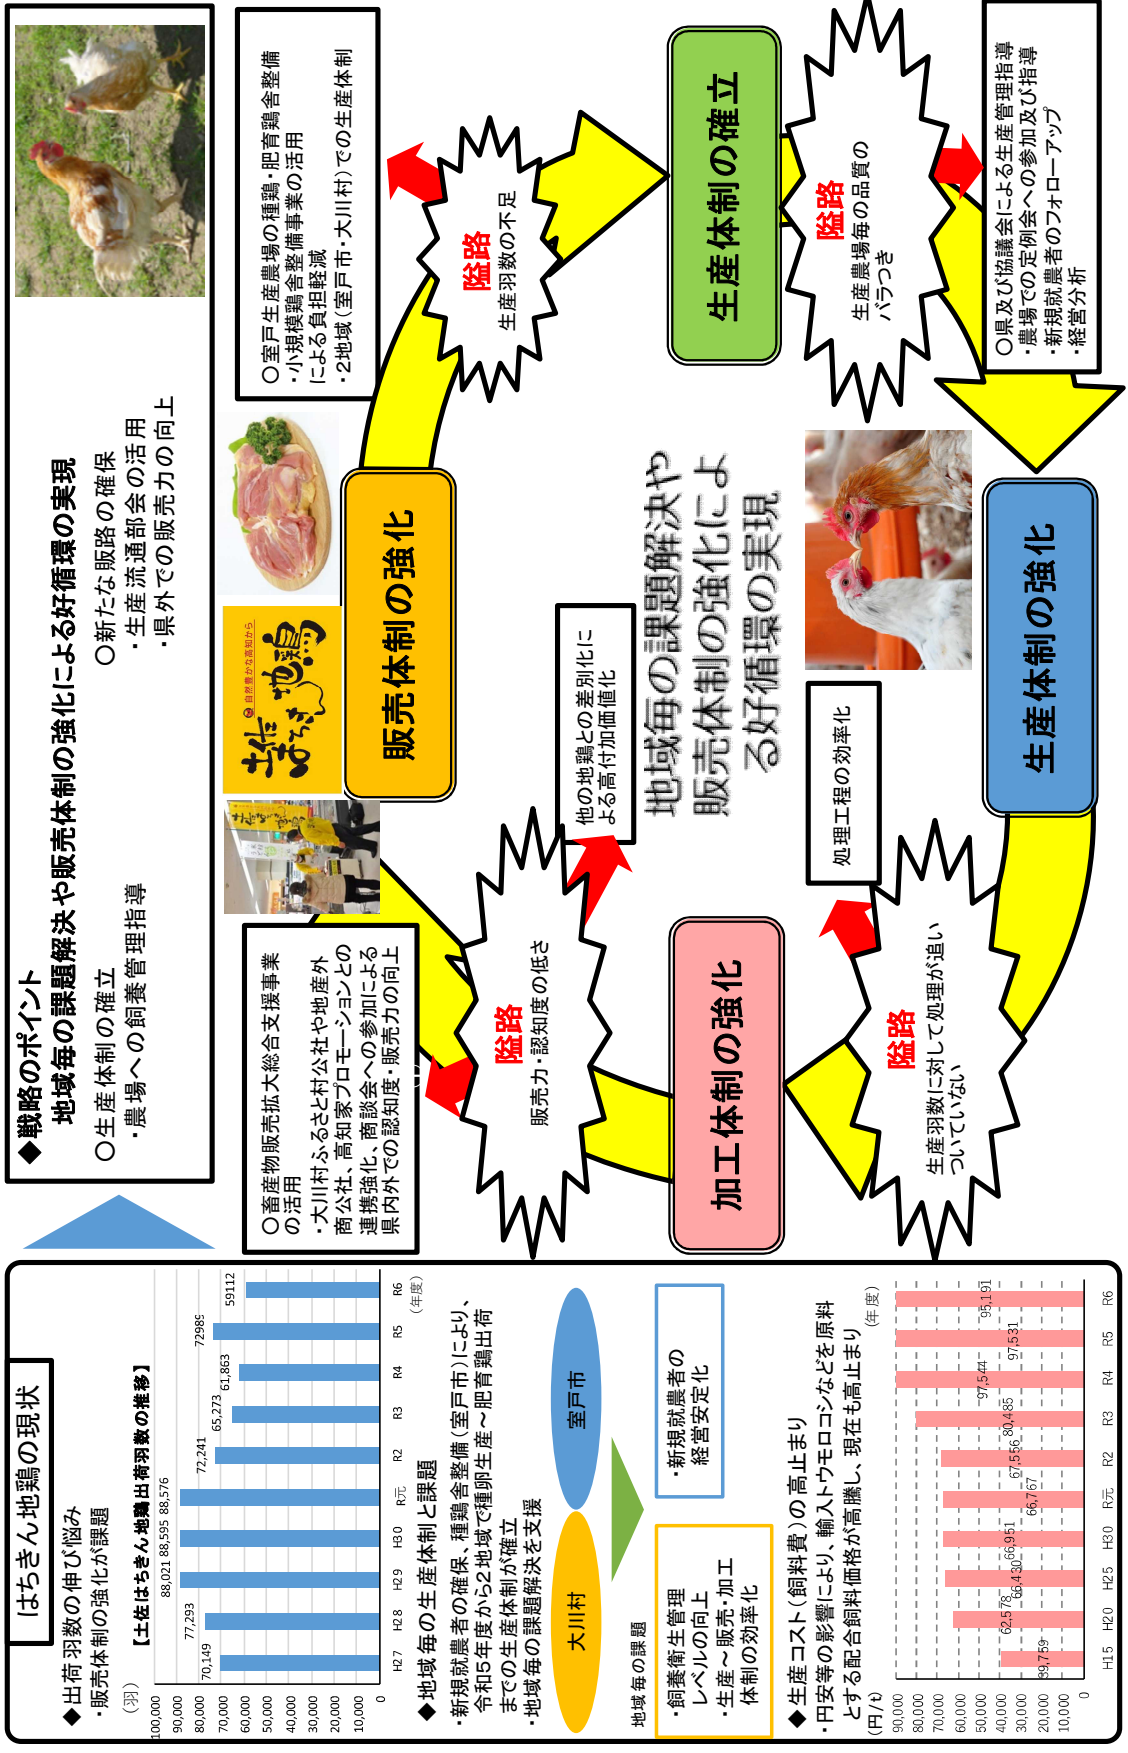 はちきん地鶏の現状
◆出荷羽数の伸び悩み
・販売体制の強化が課題
【土佐はちきん地鶏出荷羽数の推移】
（羽）
100,000
90,000
80,000
70,000
60,000
50,000
40,000
30,000
20,000
10,000
0
70,149
77,293
88,021
88,595
88,576
72,241
65,273
61,863
72985
59112
H27
H28
H29
H30
R元
R2
R3
R4
R5
R6
（年度）
◆地域毎の生産体制と課題
・新規就農者の確保、種鶏舎整備（室戸市）により、
令和5年度から2地域で種卵生産～肥育鶏出荷
までの生産体制が確立
・地域毎の課題解決を支援
大川村
室戸市
地域毎の課題
・飼養衛生管理
レベルの向上
・生産～販売・加工
体制の効率化
・新規就農者の
経営安定化
◆生産コスト（飼料費）の高止まり
・円安等の影響により、輸入トウモロコシなどを原料
とする配合飼料価格が高騰し、現在も高止まり
（円/t）
（年度）
90,000
80,000
70,000
60,000
50,000
40,000
30,000
20,000
10,000
0
39,759
62,578
66,430
66,951
66,767
67,556
80,485
97,544
97,531
95,191
H15
H20
H25
H30
R元
R2
R3
R4
R5
R6
◆戦略のポイント
地域毎の課題解決や販売体制の強化による好循環の実現
○生産体制の確立
・農場への飼養管理指導
○新たな販路の確保
・生産流通部会の活用
・県外での販売力の向上
○畜産物販売拡大総合支援事業
の活用
・大川村ふるさと村公社や地産外
商公社、高知家プロモーションとの
連携強化、商談会への参加による
県内外での認知度・販売力の向上
自然豊かな高知から
土佐
はちきん地鶏
販売体制の強化
○室戸生産農場の種鶏・肥育鶏舎整備
・小規模鶏舎整備事業の活用
による負担軽減
・2地域（室戸市・大川村）での生産体制
隘路
生産羽数の不足
生産体制の確立
隘路
生産農場毎の品質の
バラつき
○県及び協議会による生産管理指導
・農場での定例会への参加及び指導
・新規就農者のフォローアップ
・経営分析
生産体制の強化
隘路
生産羽数に対して処理が追い
ついていない
処理工程の効率化
加工体制の強化
隘路
販売力・認知度の低さ
他の地鶏との差別化に
よる高付加価値化
地域毎の課題解決や
販売体制の強化によ
る好循環の実現